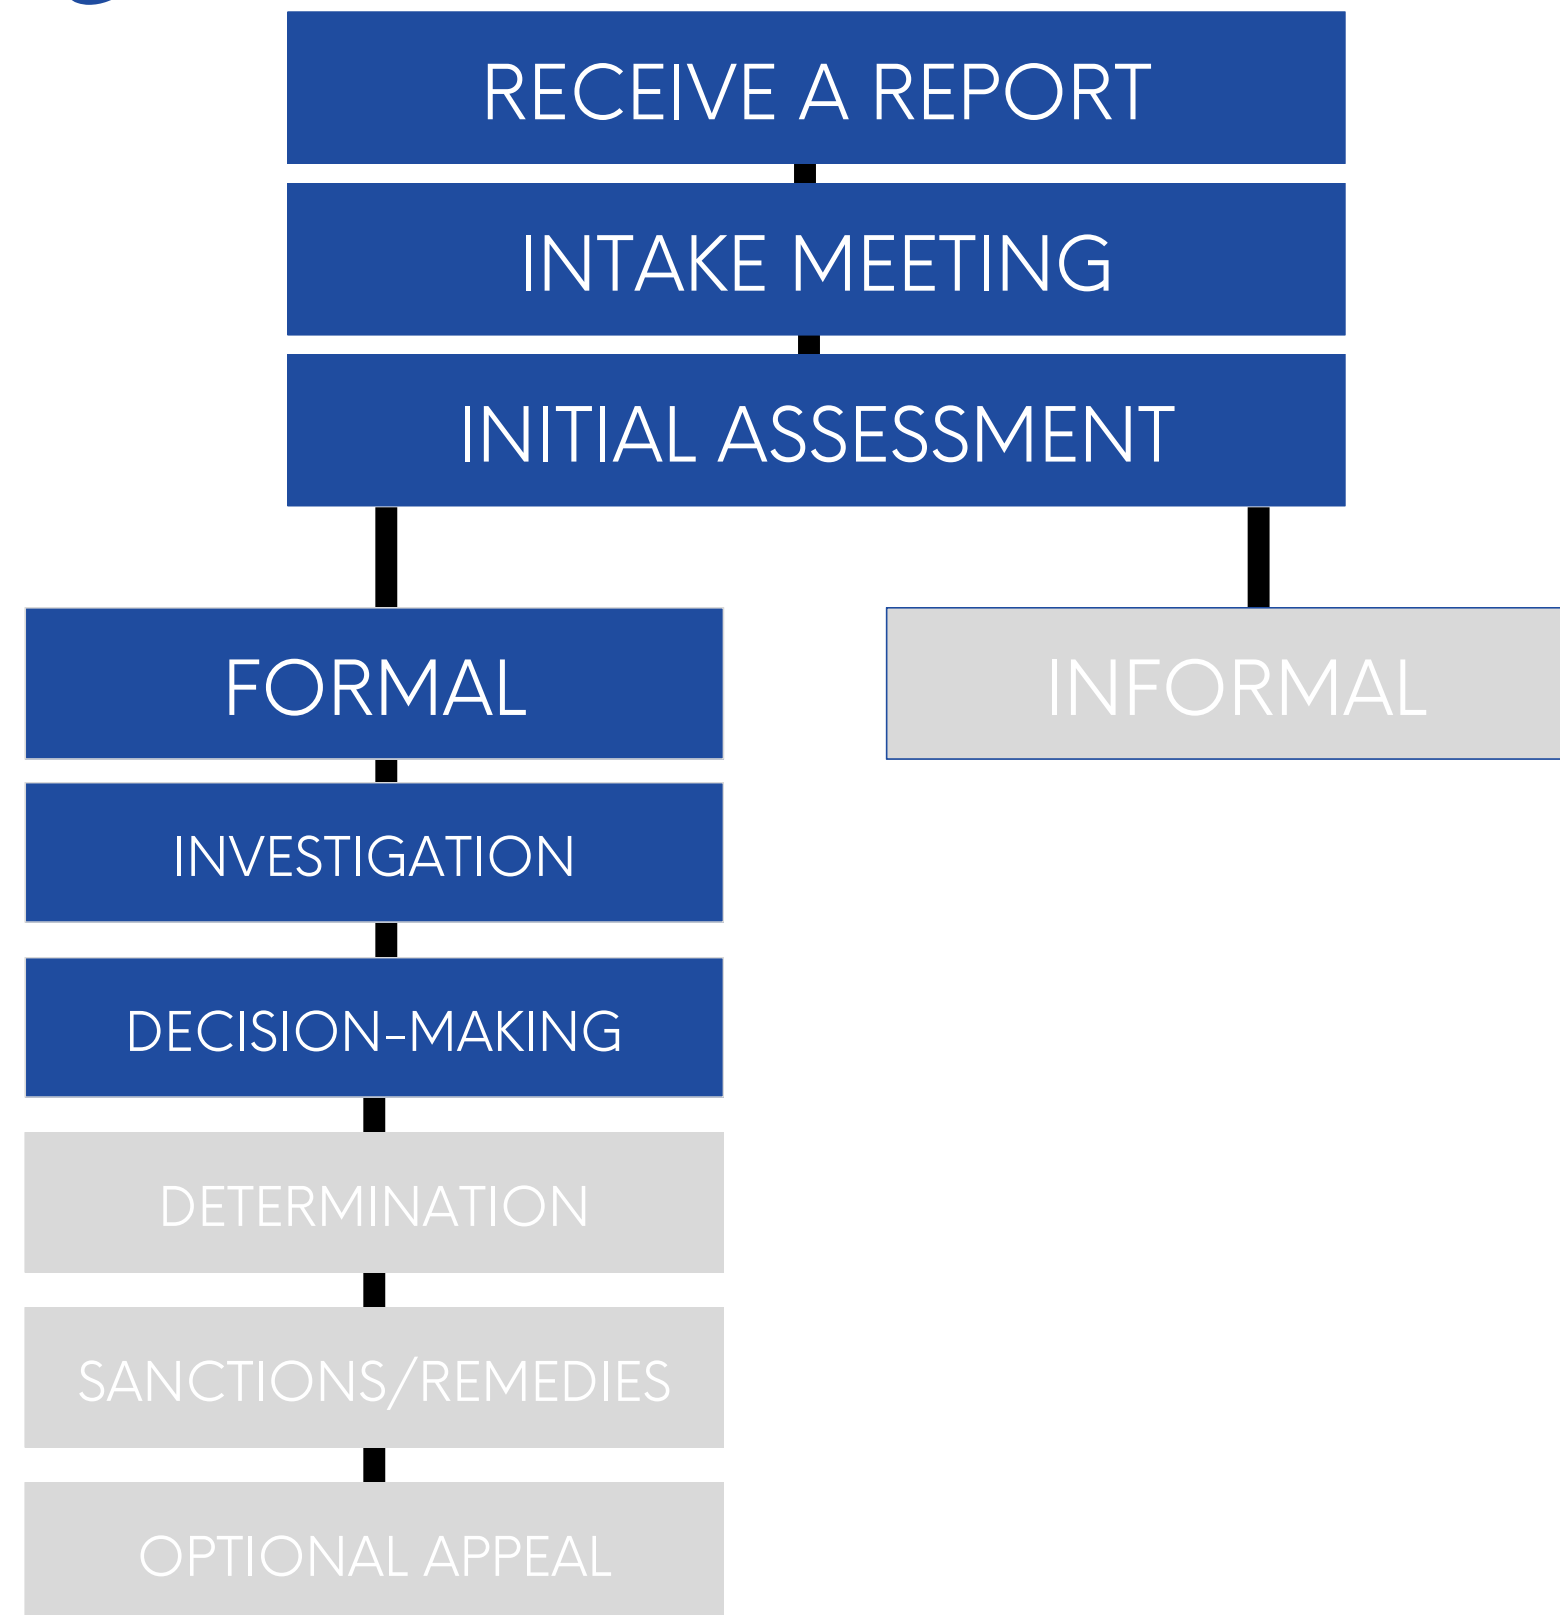 RECEIVE A REPORT
INTAKE MEETING
INITIAL ASSESSMENT
FORMAL
INFORMAL
INVESTIGATION
DECISION-MAKING
DETERMINATION
SANCTIONS/REMEDIES
OPTIONAL APPEAL